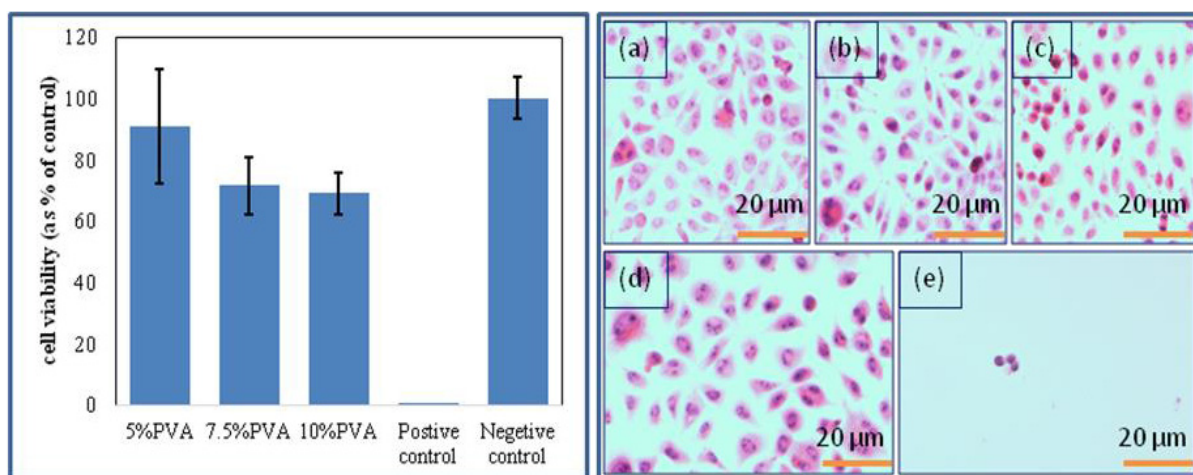 cell viability (as % of control)
120
100
80
60
40
20
0
5%PVA 7.5%PVA 10%PVA Postive control Negetive control
(a)
20 µm
(b)
20 µm
(c)
20 µm
(d)
20 µm
(e)
20 µm